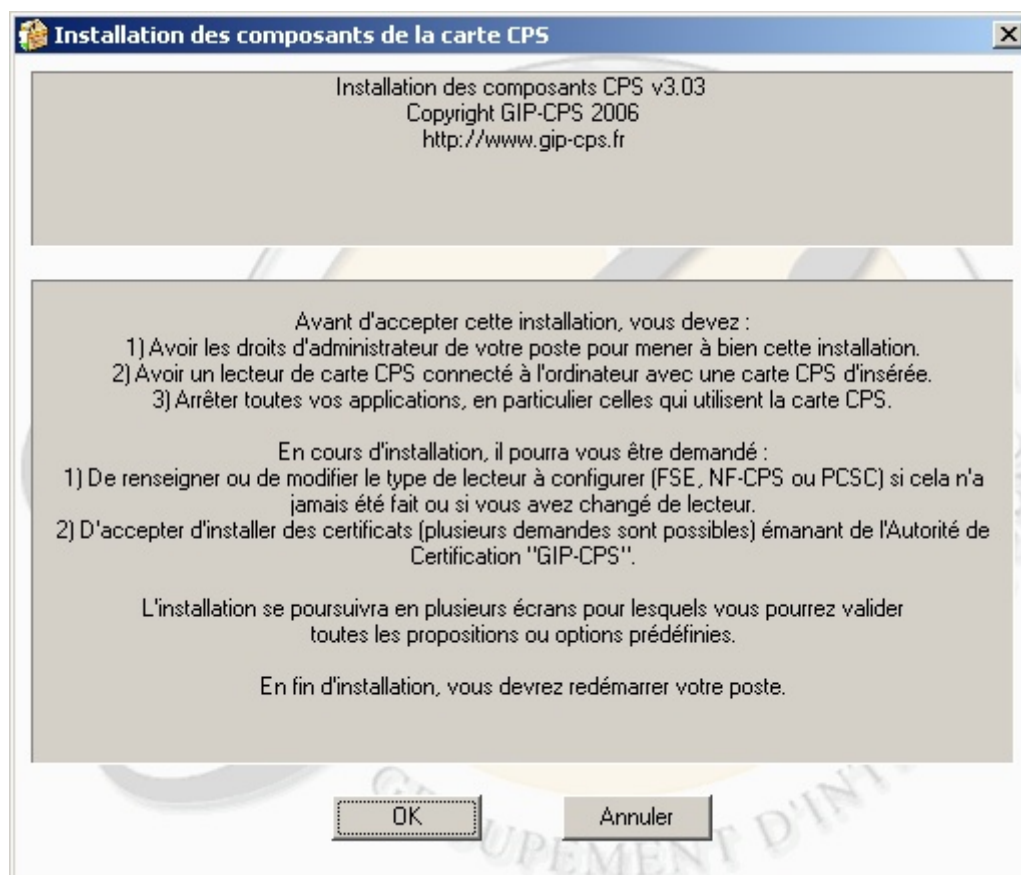 Installation des composants de la carte CPS
Installation des composants CPS v3.03
Copyright GIP-CPS 2006
http://www.gip-cps.fr
Avant d'accepter cette installation, vous devez :
1) Avoir les droits d'administrateur de votre poste pour mener à bien cette installation.
2) Avoir un lecteur de carte CPS connecté à l'ordinateur avec une carte CPS d'insérée.
3) Arrêter toutes vos applications, en particulier celles qui utilisent la carte CPS.
En cours d'installation, il pourra vous être demandé :
1) De renseigner ou de modifier le type de lecteur à configurer (FSE, NF-CPS ou PCSC) si cela n'a
jamais été fait ou si vous avez changé de lecteur.
2) D'accepter d'installer des certificats (plusieurs demandes sont possibles) émanant de l'Autorité de
Certification "GIP-CPS".
L'installation se poursuivra en plusieurs écrans pour lesquels vous pourrez valider
toutes les propositions ou options prédéfinies.
En fin d'installation, vous devrez redémarrer votre poste.
OK
Annuler